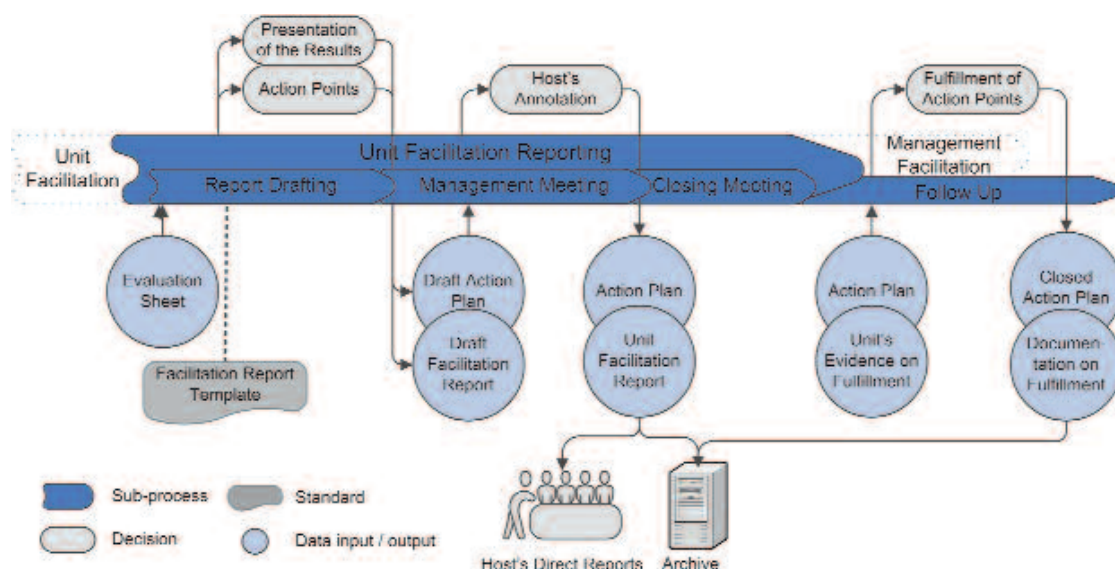 Presentation
of the Results
Action Points
Host's
Annotation
Fulfillment of
Action Points
Unit
Facilitation
Unit Facilitation Reporting
Management
Facilitation
Report Drafting
Management Meeting
Closing Meeting
Follow Up
Evaluation
Sheet
Draft Action
Plan
Draft
Facilitation
Report
Action Plan
Unit
Facilitation
Report
Action Plan
Unit's
Evidence on
Fulfillment
Closed
Action Plan
Documen-
tation on
Fulfillment
Facilitation Report
Template
Sub-process
Standard
Decision
Data input / output
Host's Direct Reports
Archive